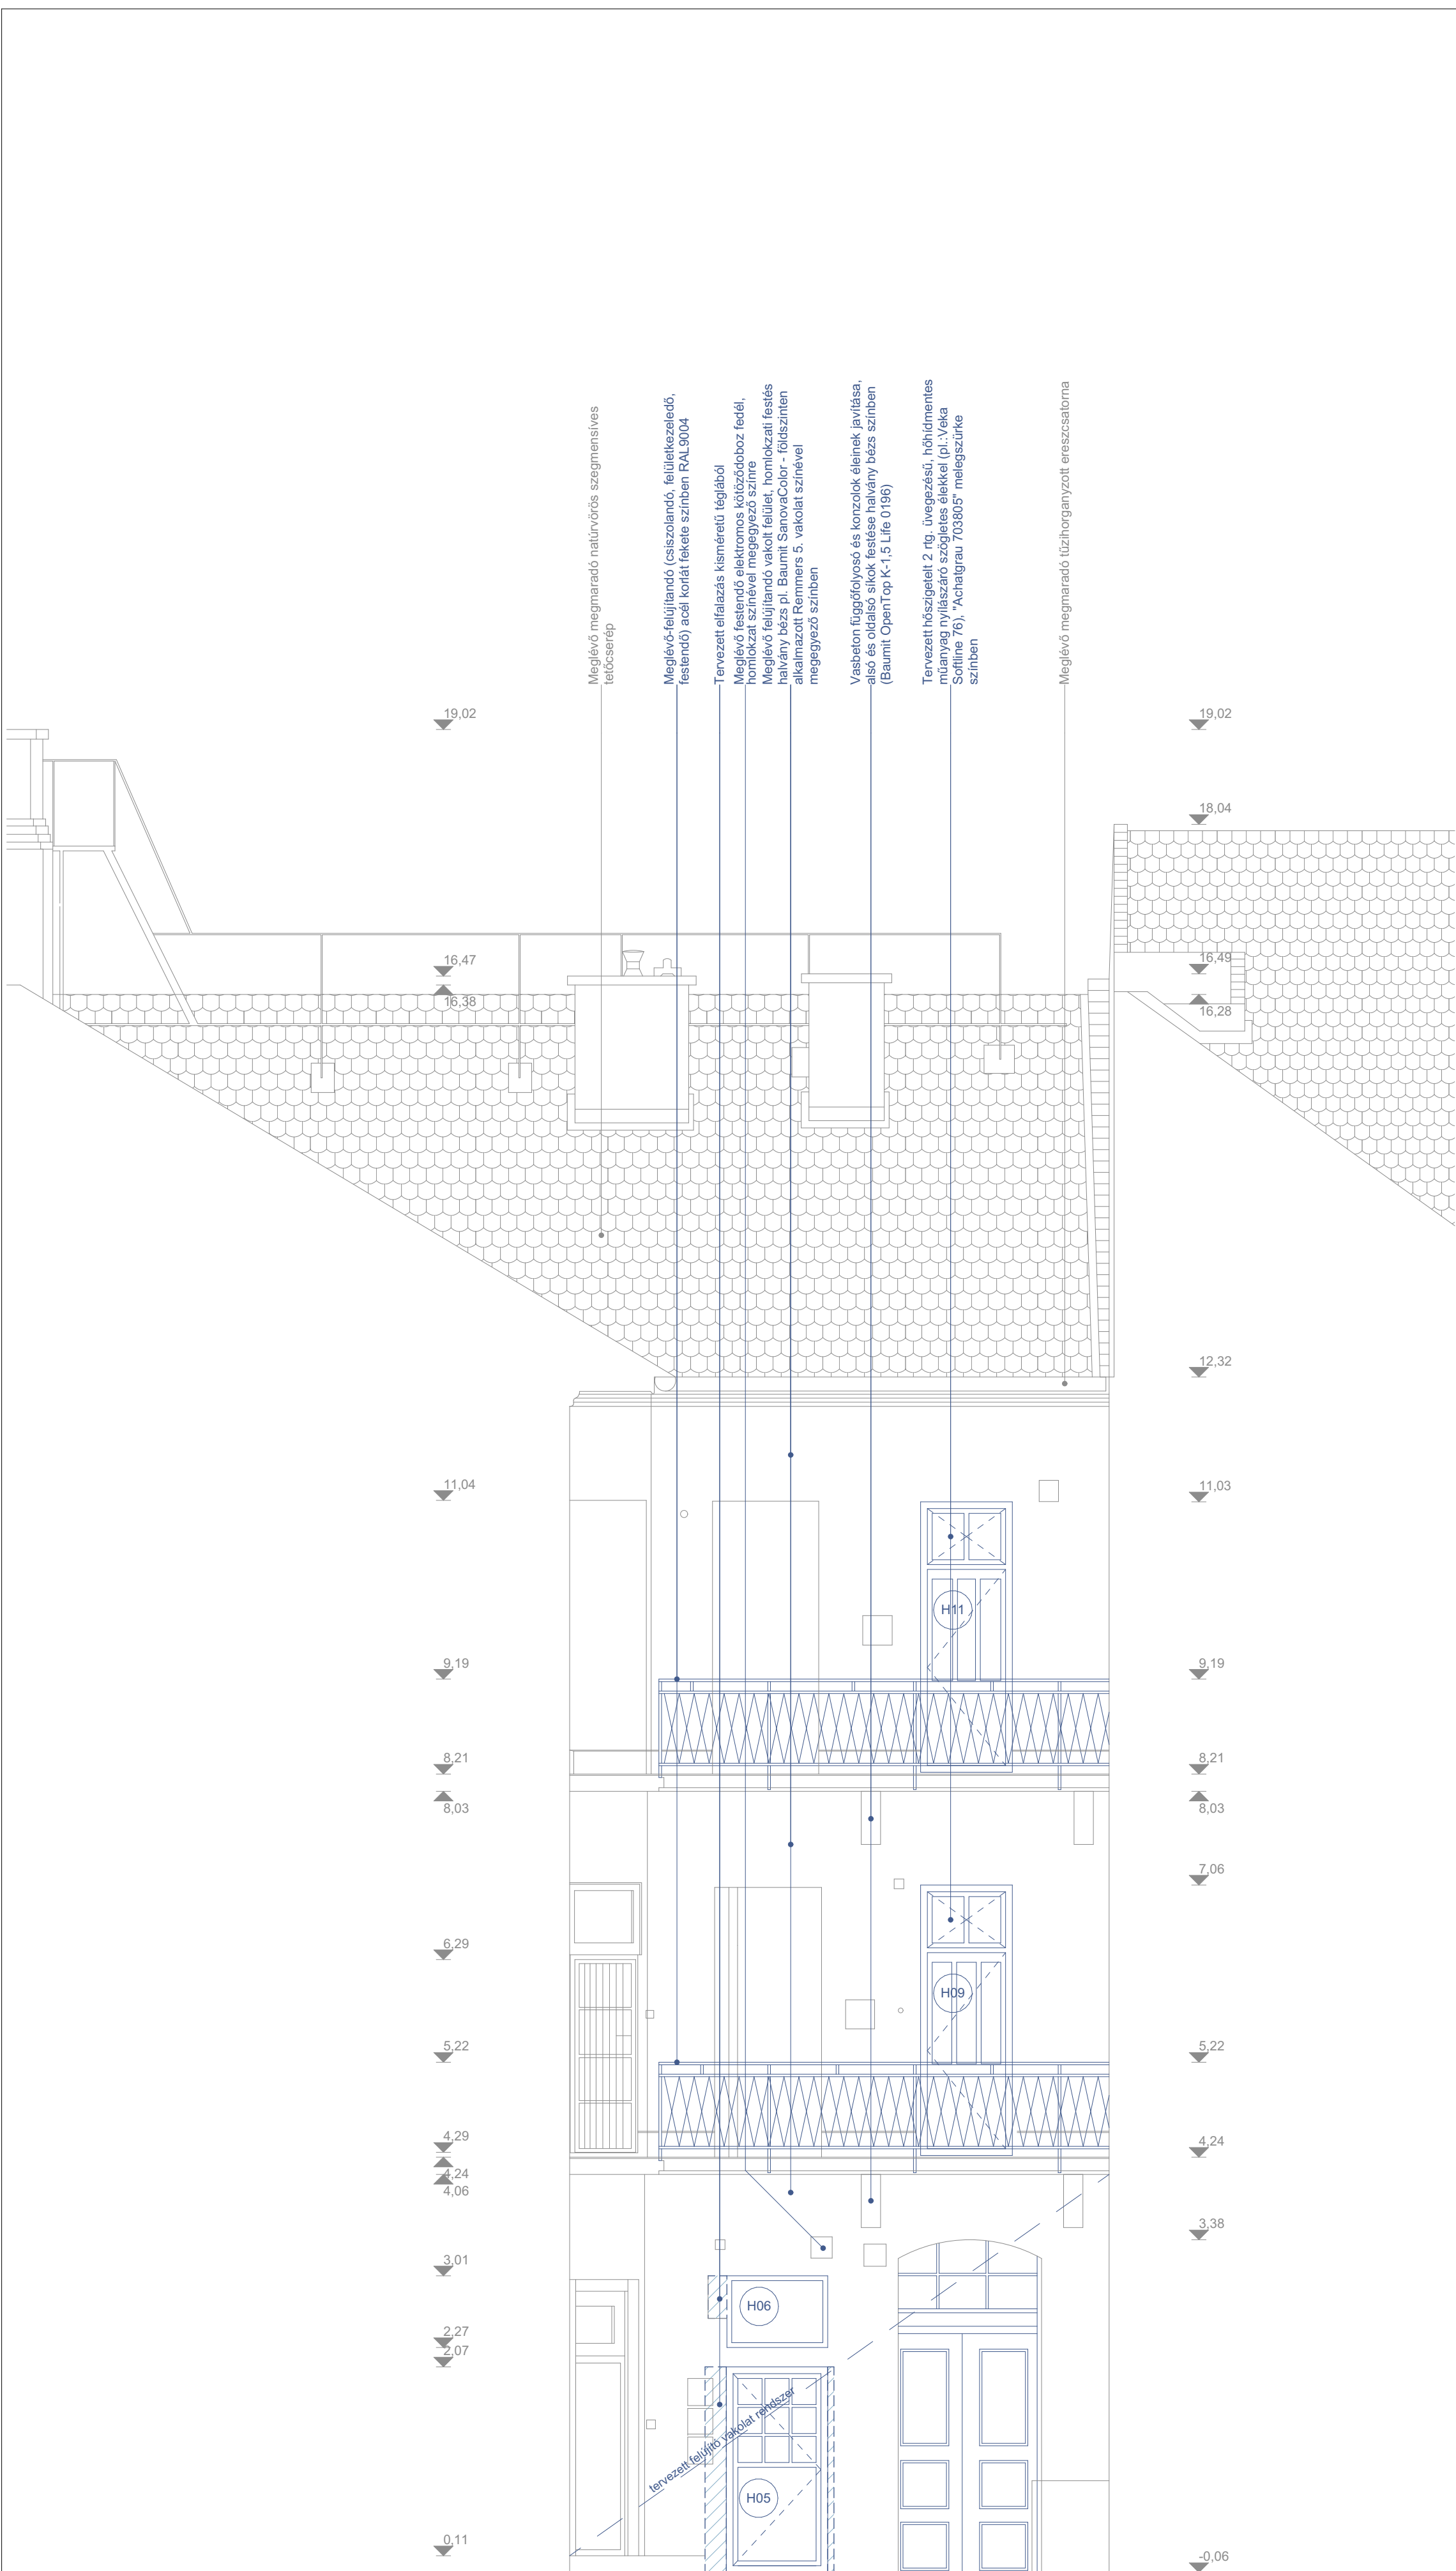 Meglévő megmaradó natúrvörös szegmensíves
tetőcserép
Meglévő-felújítandó (csiszolandó, felületkezeledő,
festendő) acél korlát fekete színben RAL9004
Tervezett elfalazás kisméretű téglából
Meglévő festendő elektromos kötöződoboz fedél,
homlokzat színével megegyező színre
Meglévő felújítandó vakolt felület, homlokzati festés
halvány bézs pl. Baumit SanovaColor - földszinten
alkalmazott Remmers 5. vakolat színével
megegyező színben
Vasbeton függőfolyosó és konzolok éleinek javítása,
alsó és oldalsó síkok festése halvány bézs színben
(Baumit OpenTop K-1,5 Life 0196)
Tervezett hőszigetelt 2 rtg. üvegezésű, hőhídmentes
műanyag nyílászáró szögletes élekkel (pl.:Veka
Softline 76), "Achatgrau 703805" melegszürke
színben
Meglévő megmaradó tűzihorganyzott ereszcsatorna
19,02
19,02
18,04
16,47
16,49
16,38
16,28
12,32
11,04
11,03
H11
9,19
9,19
8,21
8,21
8,03
8,03
7,06
6,29
H09
5,22
5,22
4,29
4,24
4,24
4,06
3,38
3,01
H06
2,27
2,07
tervezett felújító vakolat rendszer
H05
0,11
-0,06